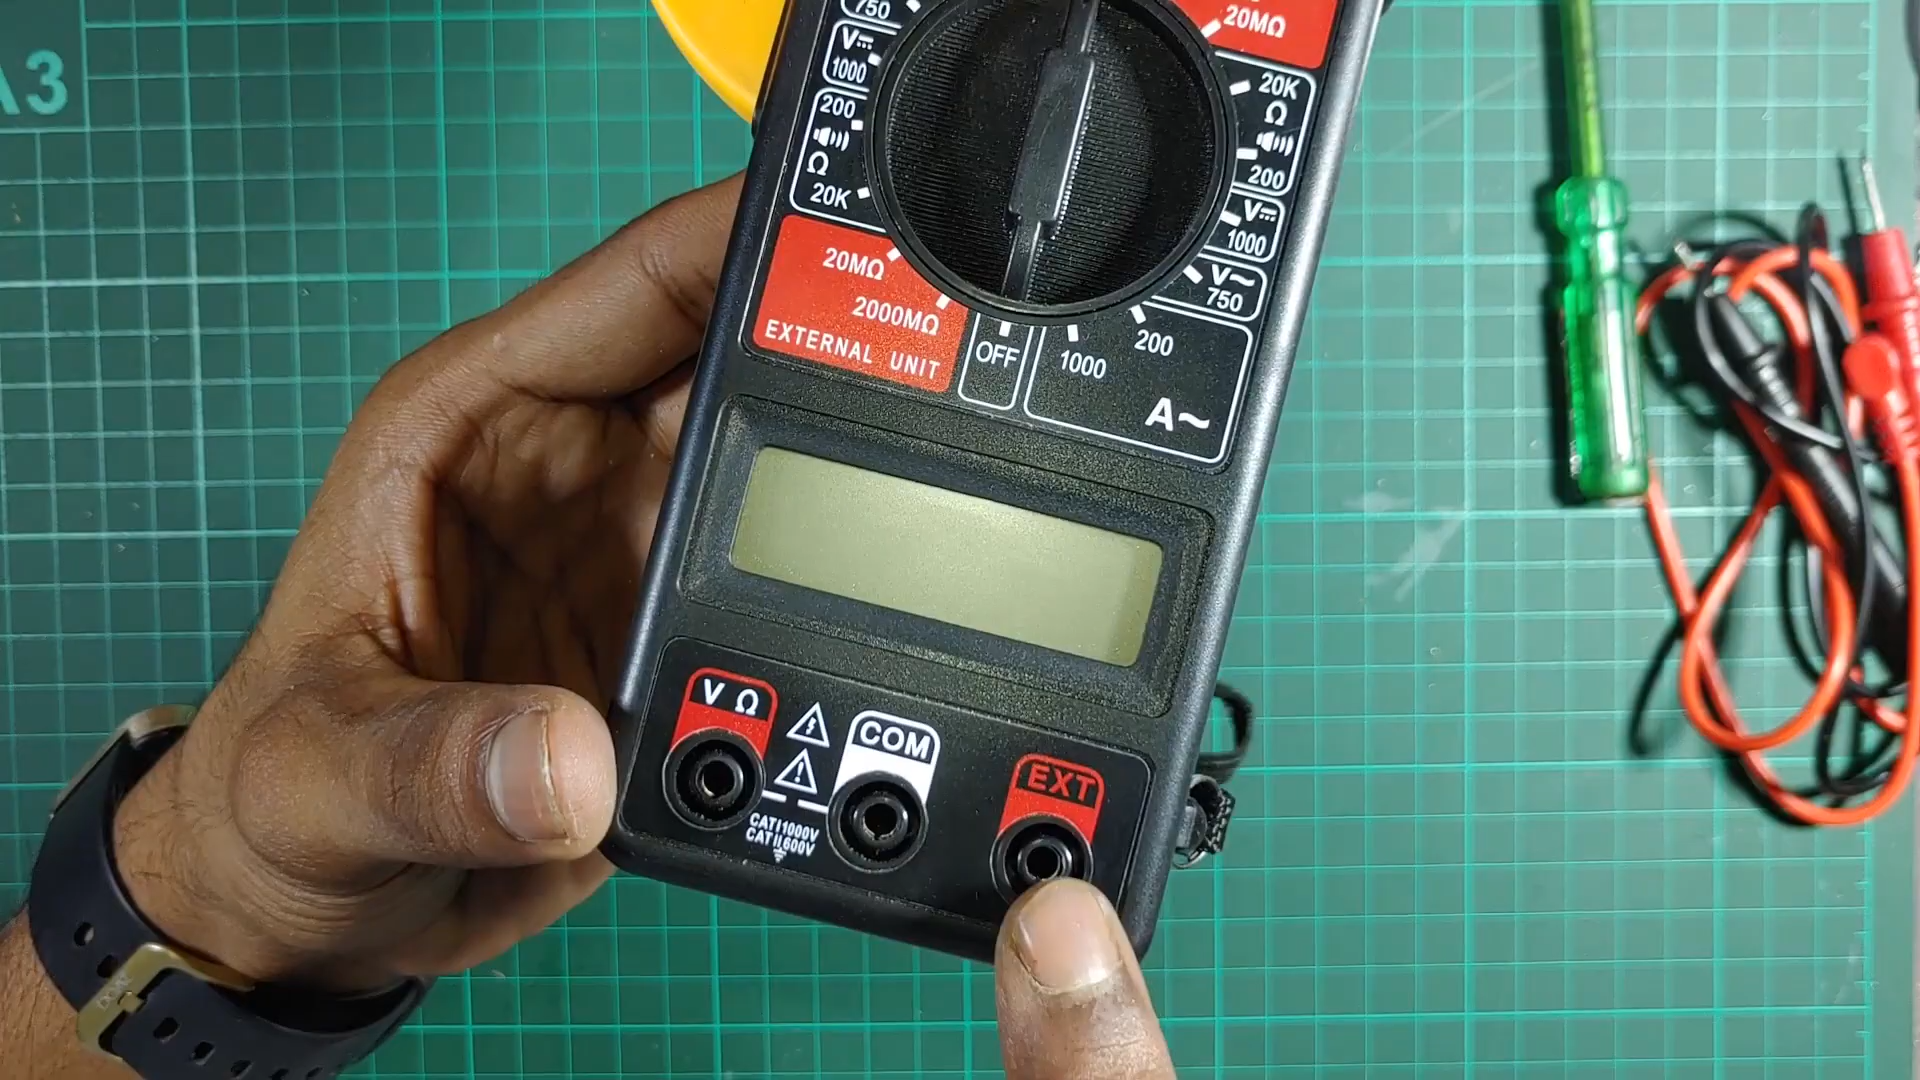 A3
750
V⎓
1000
200
Ω
20K
20MΩ
2000MΩ
EXTERNAL UNIT
OFF
20MΩ
20K
Ω
200
V⎓
1000
V~
750
200
1000
A~
V Ω
COM
EXT
CAT I 1000V
CAT II 600V